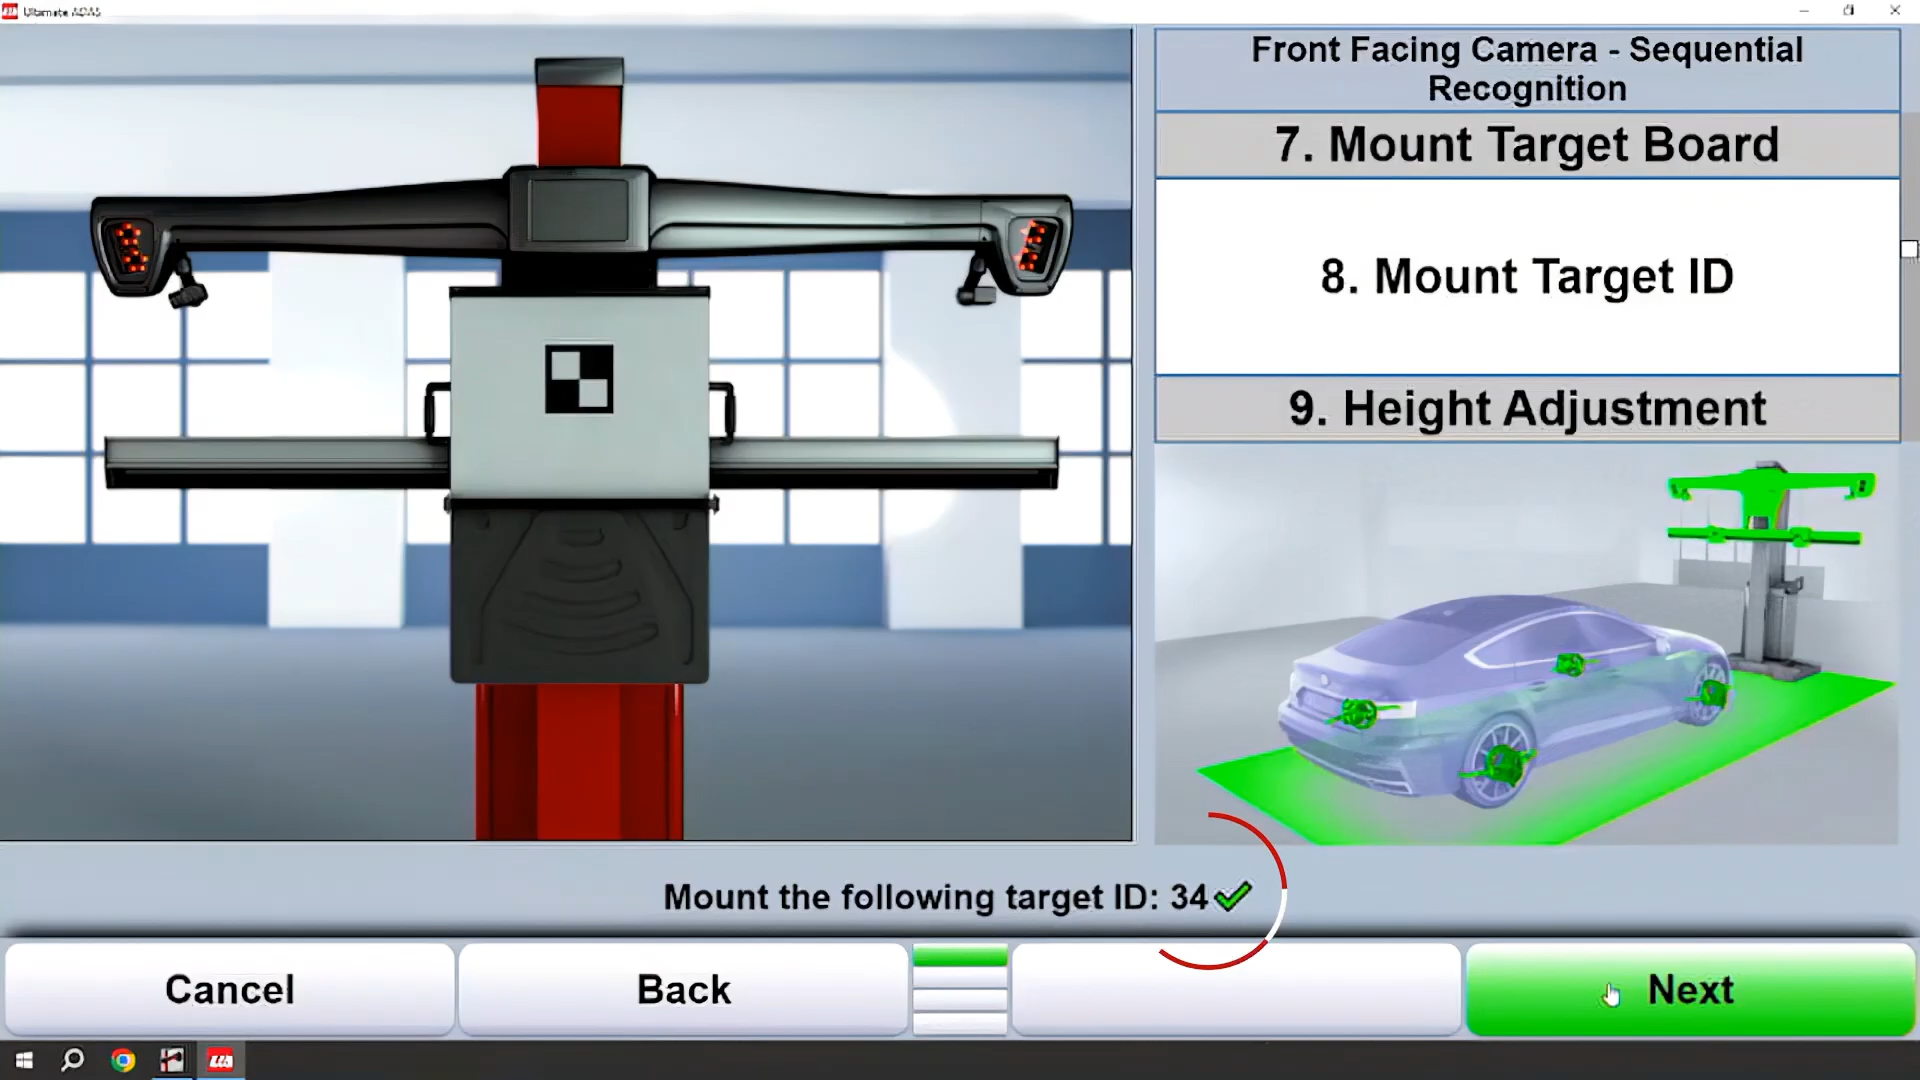 Ultimate ADAS
Front Facing Camera - Sequential
Recognition
7. Mount Target Board
8. Mount Target ID
9. Height Adjustment
Mount the following target ID: 34
Cancel
Back
Next